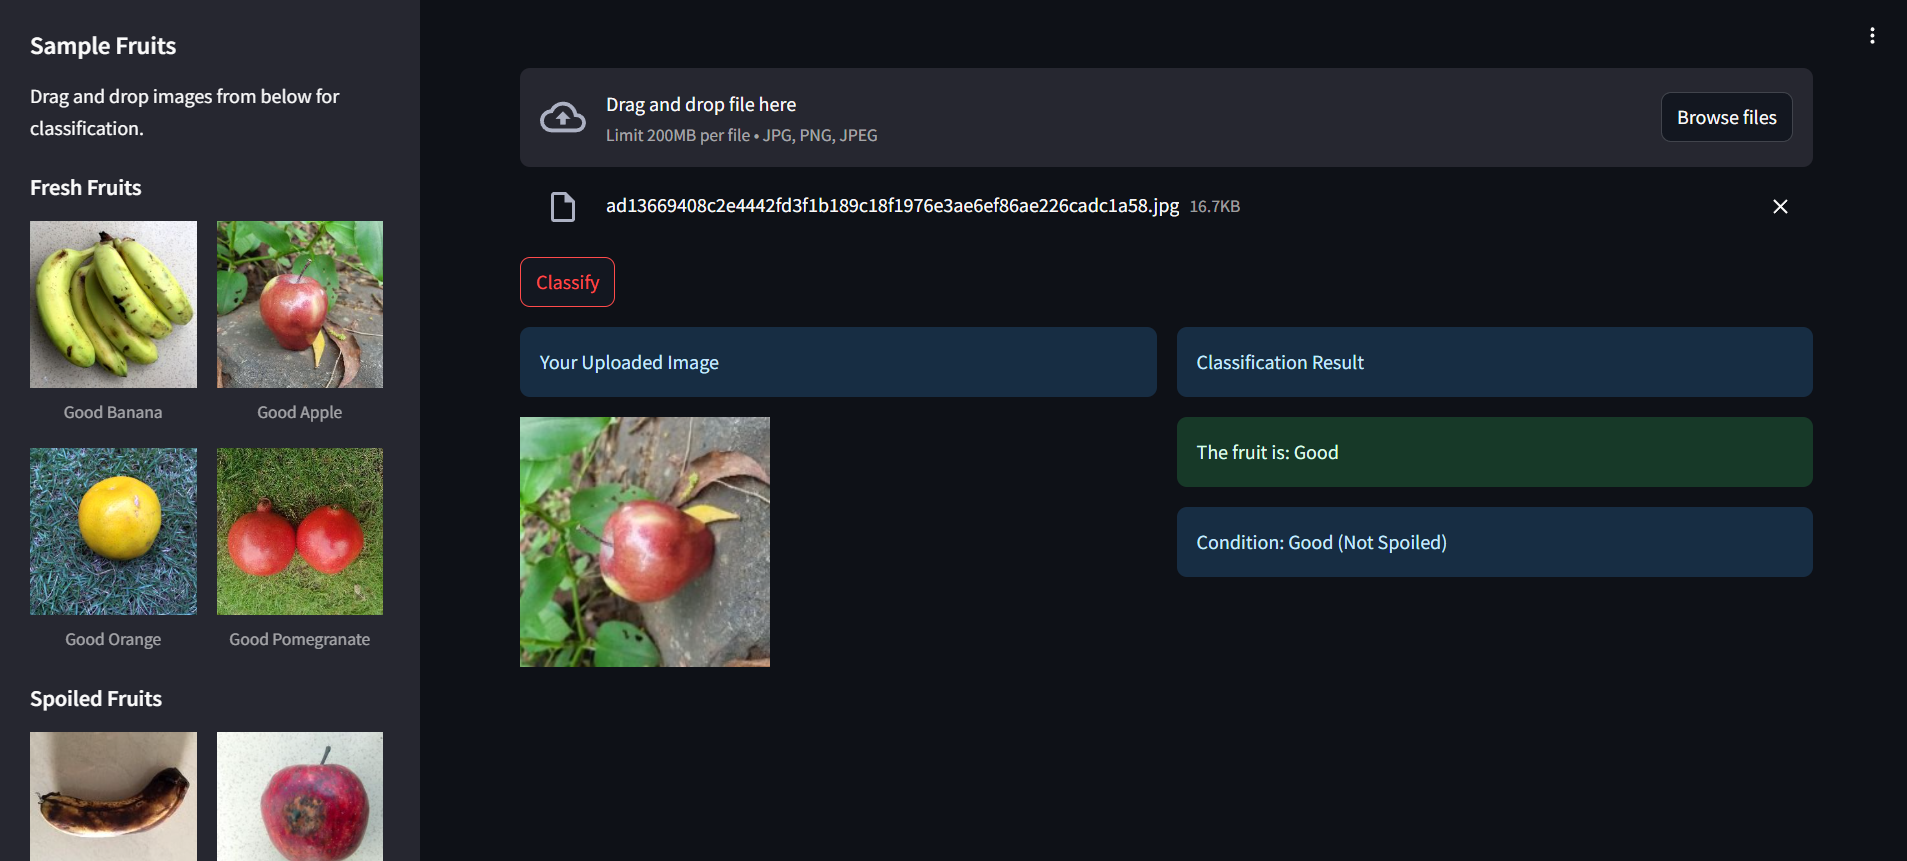 Sample Fruits
Drag and drop images from below for
classification.
Fresh Fruits
Good Banana
Good Apple
Good Orange
Good Pomegranate
Spoiled Fruits
Drag and drop file here
Limit 200MB per file • JPG, PNG, JPEG
Browse files
ad13669408c2e4442fd3f1b189c18f1976e3ae6ef86ae226cadc1a58.jpg 16.7KB
Classify
Your Uploaded Image
Classification Result
The fruit is: Good
Condition: Good (Not Spoiled)